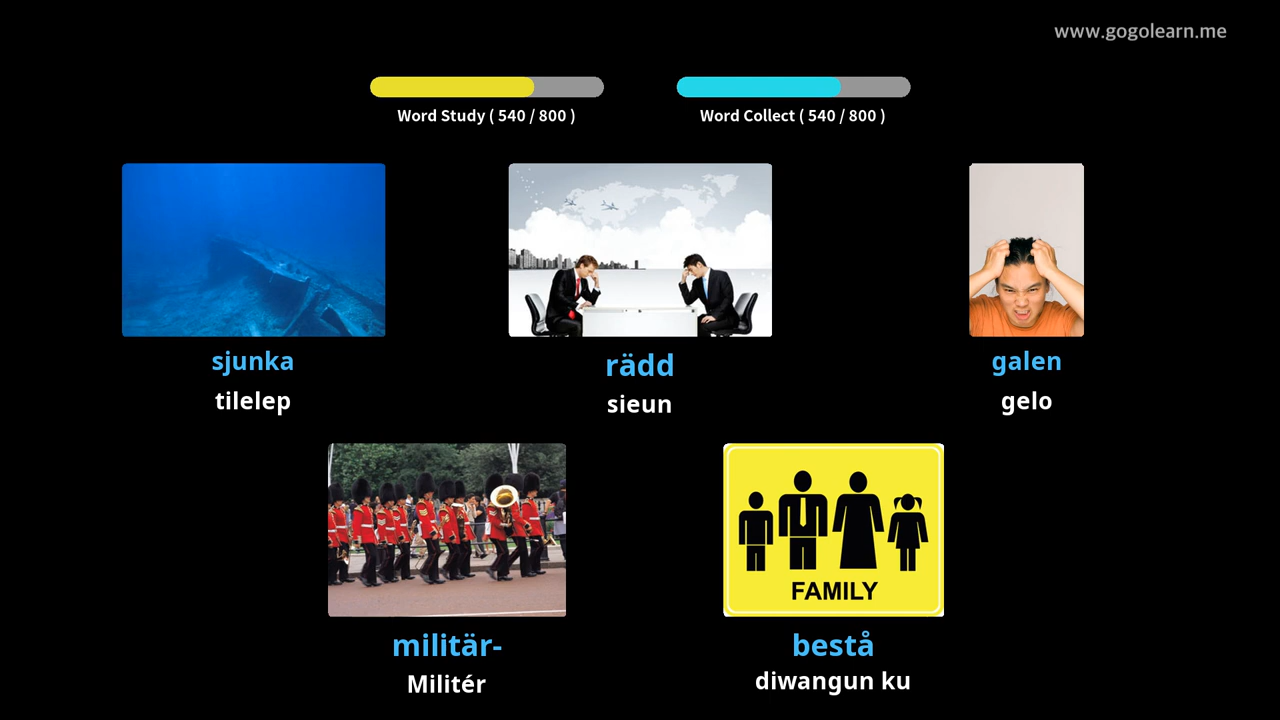 www.gogolearn.me
Word Study ( 540 / 800 )
Word Collect ( 540 / 800 )
sjunka
tilelep
rädd
sieun
galen
gelo
FAMILY
militär-
Militér
bestå
diwangun ku